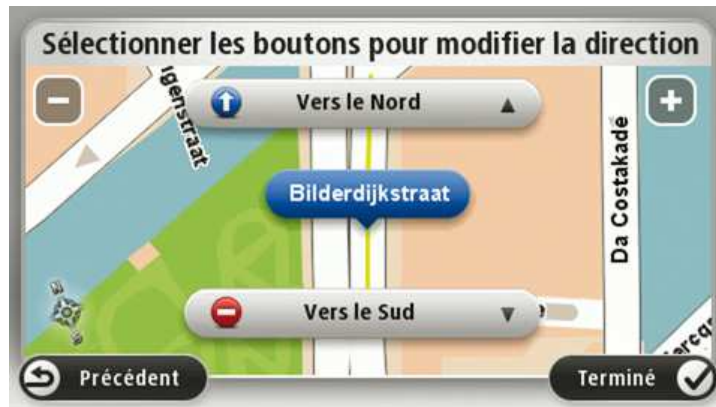 Sélectionner les boutons pour modifier la direction
Vers le Nord
Bilderdijkstraat
Da Costakade
Vers le Sud
Précédent
Terminé